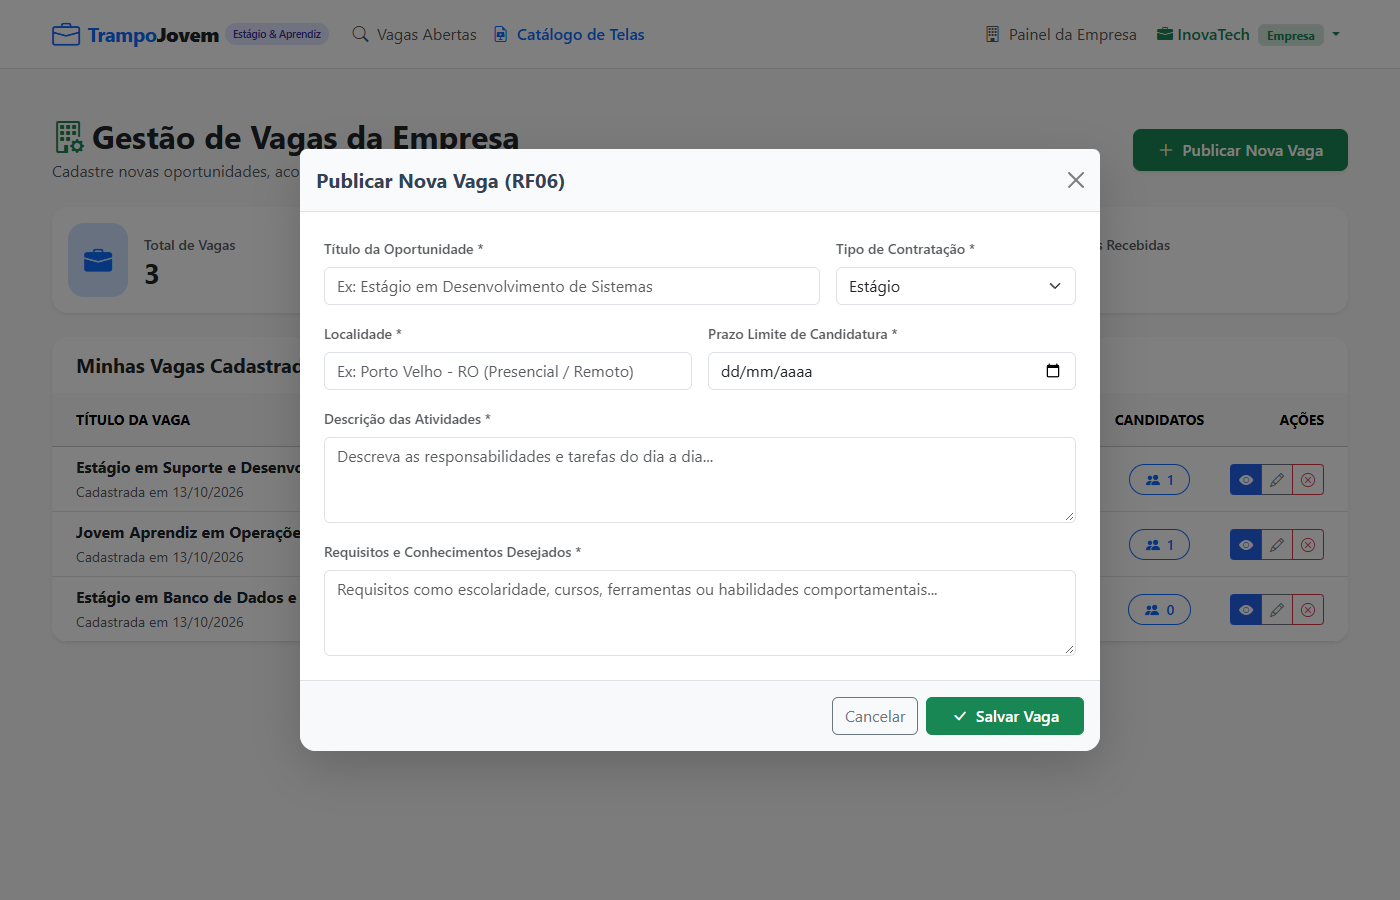 TrampoJovem Estágio & Aprendiz Vagas Abertas Catálogo de Telas Painel da Empresa InovaTech Empresa
Gestão de Vagas da Empresa
Cadastre novas oportunidades,
Publicar Nova Vaga
Total de Vagas
3
Recebidas
Minhas Vagas
TÍTULO DA VAGA CANDIDATOS AÇÕES
Estágio em Suporte e
Cadastrada em 13/10/2026
1
Jovem Aprendiz em
Cadastrada em 13/10/2026
1
Estágio em Banco de Dados e
Cadastrada em 13/10/2026
0
Publicar Nova Vaga (RF06)
Título da Oportunidade * Tipo de Contratação *
Ex: Estágio em Desenvolvimento de Sistemas Estágio
Localidade * Prazo Limite de Candidatura *
Ex: Porto Velho - RO (Presencial / Remoto) dd/mm/aaaa
Descrição das Atividades *
Descreva as responsabilidades e tarefas do dia a dia...
Requisitos e Conhecimentos Desejados *
Requisitos como escolaridade, cursos, ferramentas ou habilidades comportamentais...
Cancelar Salvar Vaga